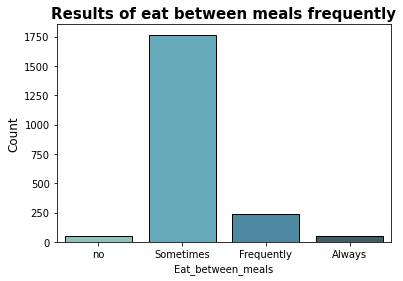 Results of eat between meals frequently
1750
1500
1250
1000
750
500
250
0
Count
no Sometimes Frequently Always
Eat_between_meals